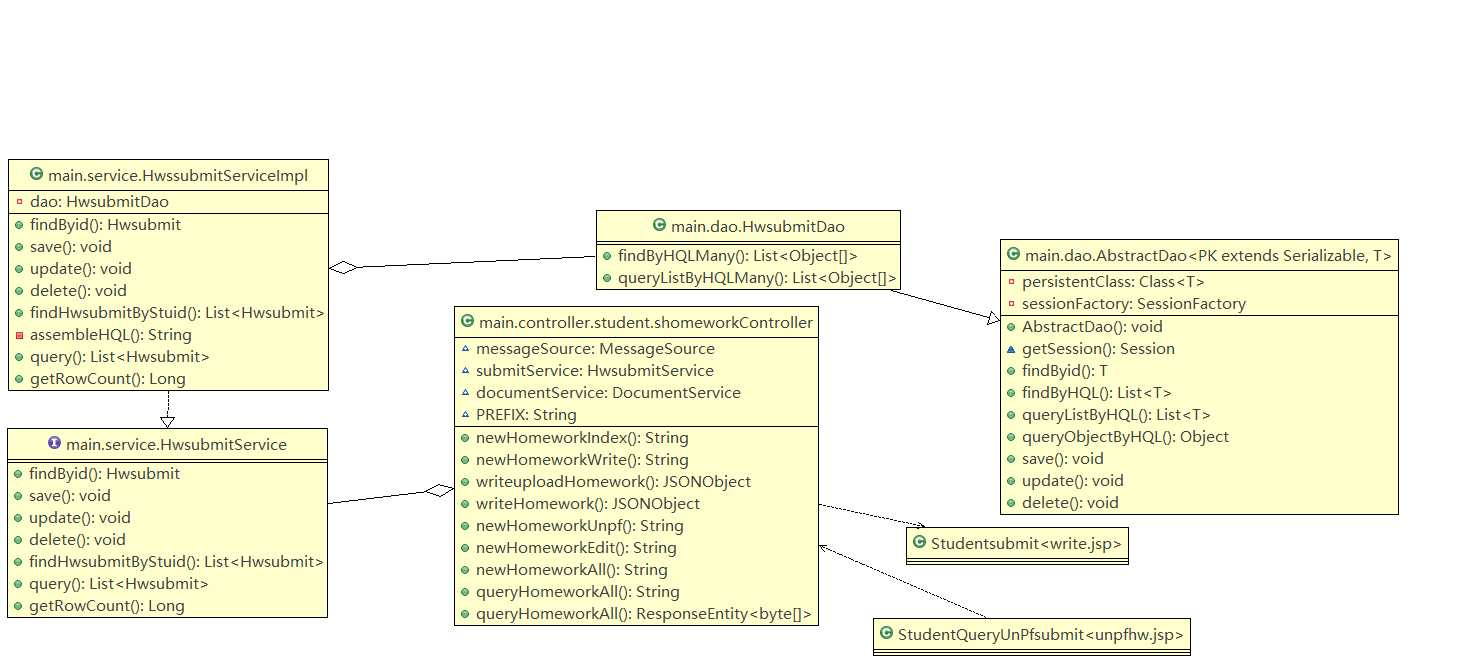 main.service.HwssubmitServiceImpl
dao: HwsubmitDao
findByid(): Hwsubmit
save(): void
update(): void
delete(): void
findHwsubmitByStuid(): List<Hwsubmit>
assembleHQL(): String
query(): List<Hwsubmit>
getRowCount(): Long
main.service.HwsubmitService
findByid(): Hwsubmit
save(): void
update(): void
delete(): void
findHwsubmitByStuid(): List<Hwsubmit>
query(): List<Hwsubmit>
getRowCount(): Long
main.dao.HwsubmitDao
findByHQLMany(): List<Object[]>
queryListByHQLMany(): List<Object[]>
main.controller.student.shomeworkController
messageSource: MessageSource
submitService: HwsubmitService
documentService: DocumentService
PREFIX: String
newHomeworkIndex(): String
newHomeworkWrite(): String
writeuploadHomework(): JSONObject
writeHomework(): JSONObject
newHomeworkUnpf(): String
newHomeworkEdit(): String
newHomeworkAll(): String
queryHomeworkAll(): String
queryHomeworkAll(): ResponseEntity<byte[]>
main.dao.AbstractDao<PK extends Serializable, T>
persistentClass: Class<T>
sessionFactory: SessionFactory
AbstractDao(): void
getSession(): Session
findByid(): T
findByHQL(): List<T>
queryListByHQL(): List<T>
queryObjectByHQL(): Object
save(): void
update(): void
delete(): void
Studentsubmit<write.jsp>
StudentQueryUnPfsubmit<unpfhw.jsp>